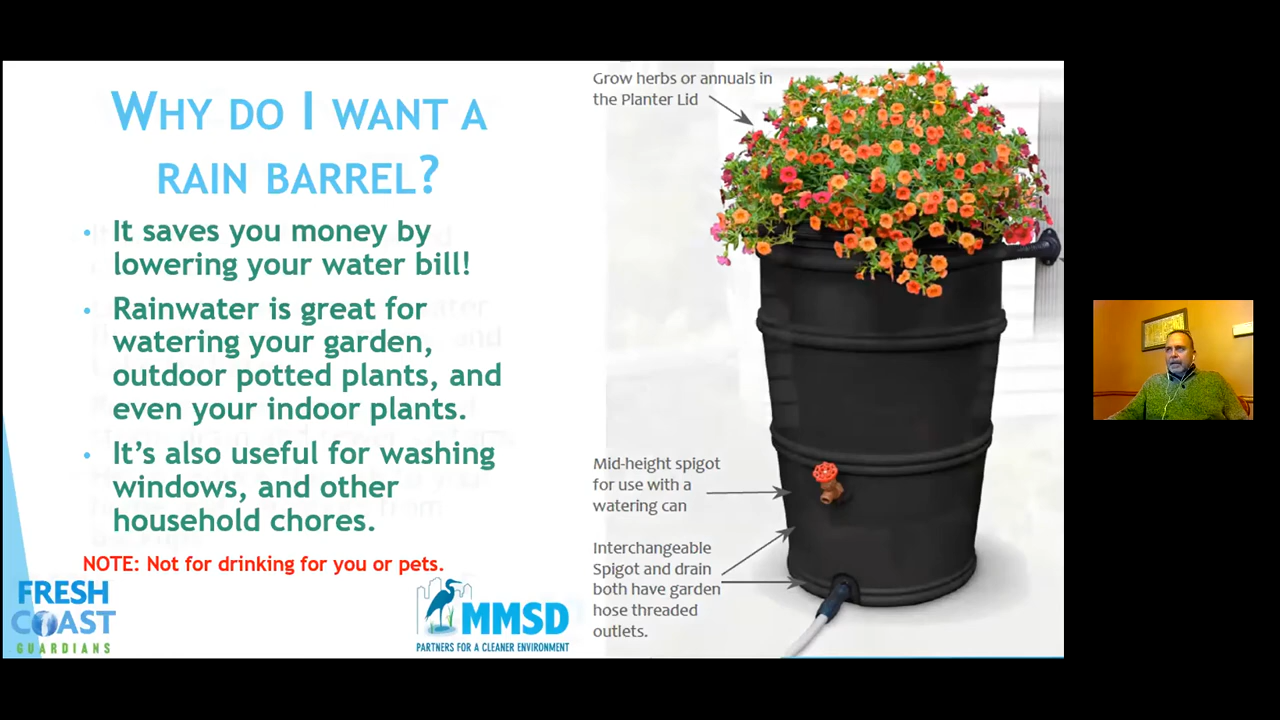 WHY DO I WANT A
RAIN BARREL?
• It saves you money by
lowering your water bill!
• Rainwater is great for
watering your garden,
outdoor potted plants, and
even your indoor plants.
• It's also useful for washing
windows, and other
household chores.
NOTE: Not for drinking for you or pets.
FRESH
COAST
GUARDIANS
MMSD
PARTNERS FOR A CLEANER ENVIRONMENT
Grow herbs or annuals in
the Planter Lid
Mid-height spigot
for use with a
watering can
Interchangeable
Spigot and drain
both have garden
hose threaded
outlets.